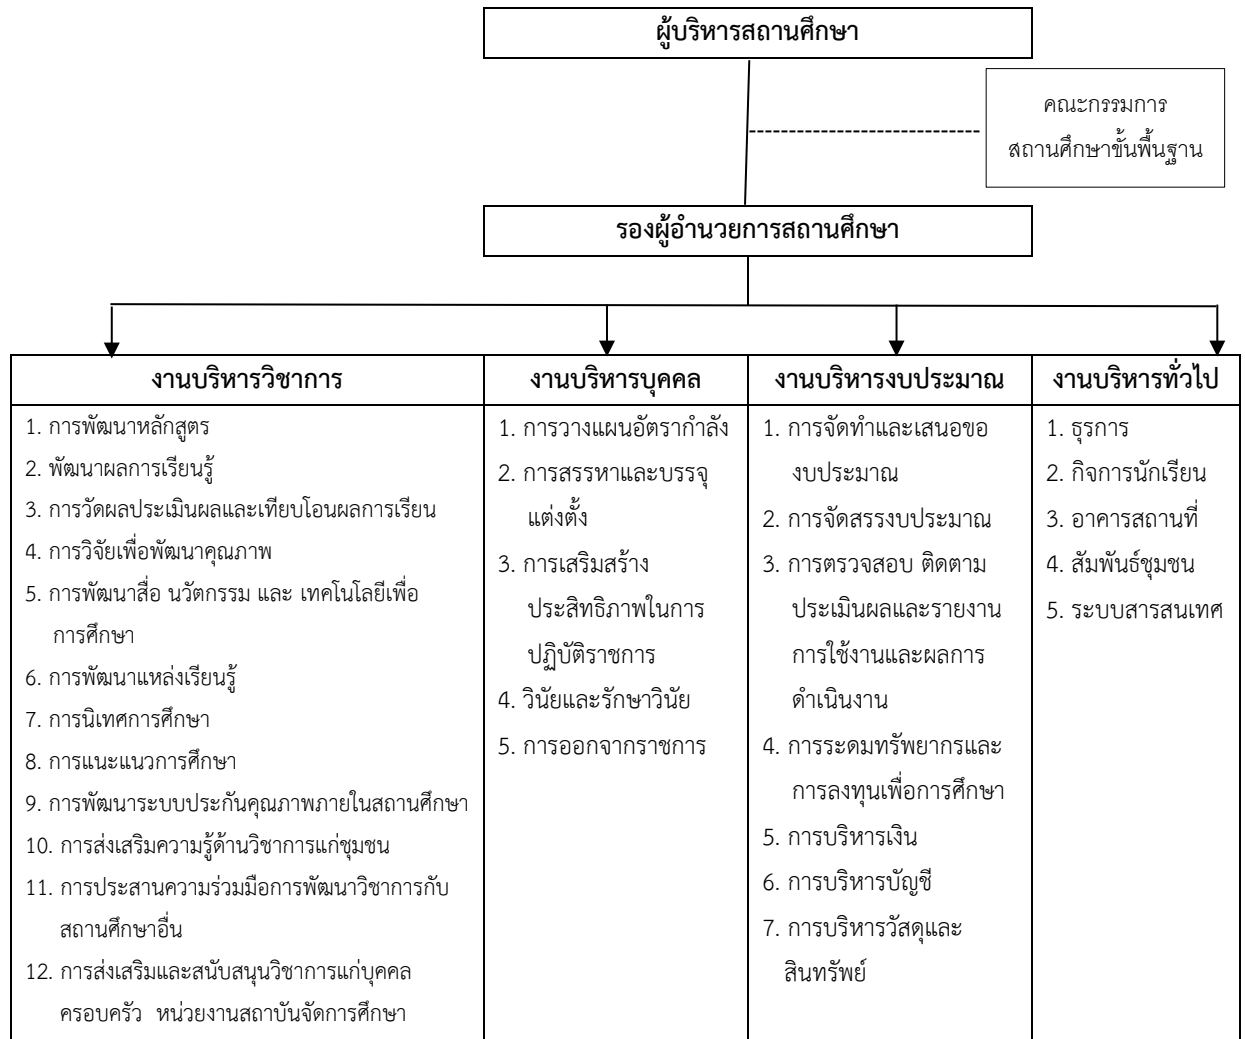 ผู้บริหารสถานศึกษา
คณะกรรมการ
สถานศึกษาขั้นพื้นฐาน
รองผู้อำนวยการสถานศึกษา
งานบริหารวิชาการ
1. การพัฒนาหลักสูตร
2. พัฒนาผลการเรียนรู้
3. การวัดผลประเมินผลและเทียบโอนผลการเรียน
4. การวิจัยเพื่อพัฒนาคุณภาพ
5. การพัฒนาสื่อ นวัตกรรม และ เทคโนโลยีเพื่อ
การศึกษา
6. การพัฒนาแหล่งเรียนรู้
7. การนิเทศการศึกษา
8. การแนะแนวการศึกษา
9. การพัฒนาระบบประกันคุณภาพภายในสถานศึกษา
10. การส่งเสริมความรู้ด้านวิชาการแก่ชุมชน
11. การประสานความร่วมมือการพัฒนาวิชาการกับ
สถานศึกษาอื่น
12. การส่งเสริมและสนับสนุนวิชาการแก่บุคคล
ครอบครัว หน่วยงานสถาบันจัดการศึกษา
งานบริหารบุคคล
1. การวางแผนอัตรากำลัง
2. การสรรหาและบรรจุ
แต่งตั้ง
3. การเสริมสร้าง
ประสิทธิภาพในการ
ปฏิบัติราชการ
4. วินัยและรักษาวินัย
5. การออกจากราชการ
งานบริหารงบประมาณ
1. การจัดทำและเสนอขอ
งบประมาณ
2. การจัดสรรงบประมาณ
3. การตรวจสอบ ติดตาม
ประเมินผลและรายงาน
การใช้งานและผลการ
ดำเนินงาน
4. การระดมทรัพยากรและ
การลงทุนเพื่อการศึกษา
5. การบริหารเงิน
6. การบริหารบัญชี
7. การบริหารวัสดุและ
สินทรัพย์
งานบริหารทั่วไป
1. ธุรการ
2. กิจการนักเรียน
3. อาคารสถานที่
4. สัมพันธ์ชุมชน
5. ระบบสารสนเทศ